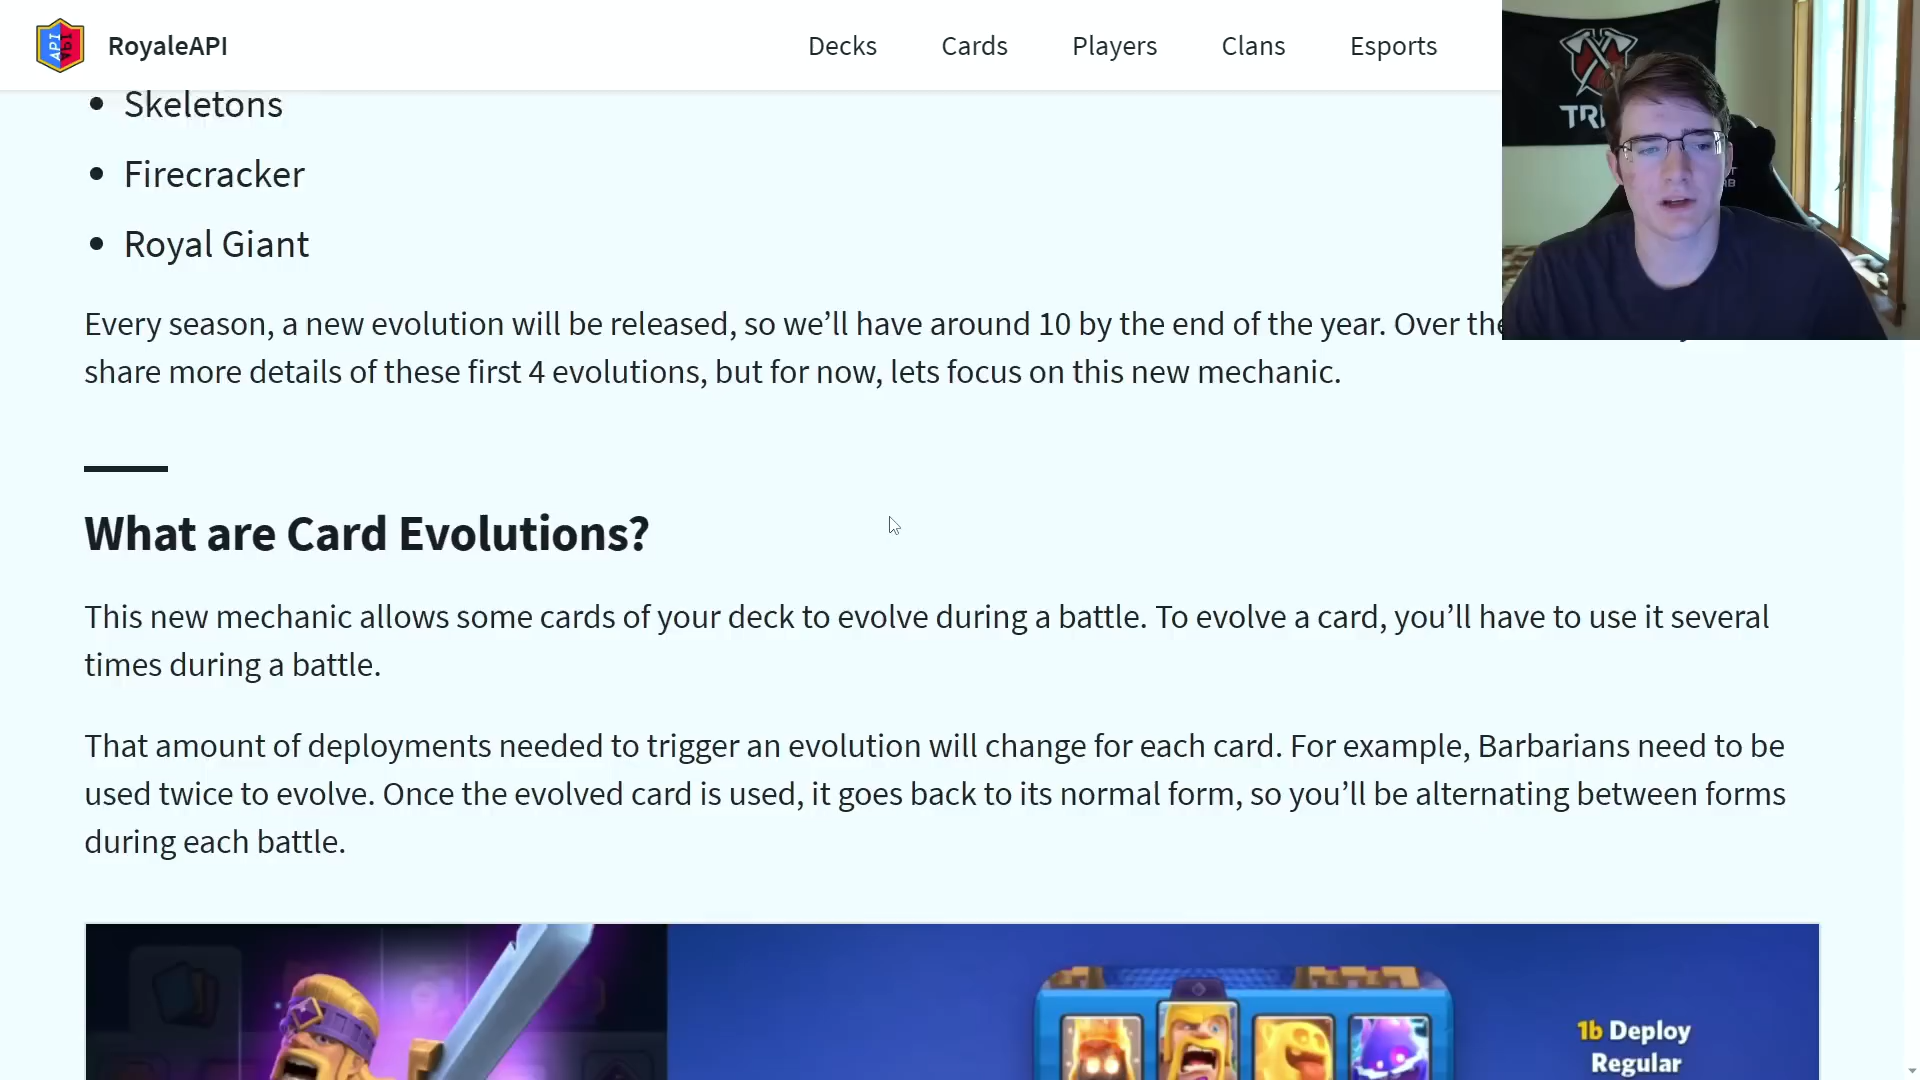 RoyaleAPI
Decks
Cards
Players
Clans
Esports
Skeletons
Firecracker
Royal Giant
Every season, a new evolution will be released, so we’ll have around 10 by the end of the year. Over the
share more details of these first 4 evolutions, but for now, lets focus on this new mechanic.
What are Card Evolutions?
This new mechanic allows some cards of your deck to evolve during a battle. To evolve a card, you’ll have to use it several
times during a battle.
That amount of deployments needed to trigger an evolution will change for each card. For example, Barbarians need to be
used twice to evolve. Once the evolved card is used, it goes back to its normal form, so you’ll be alternating between forms
during each battle.
1b Deploy
Regular